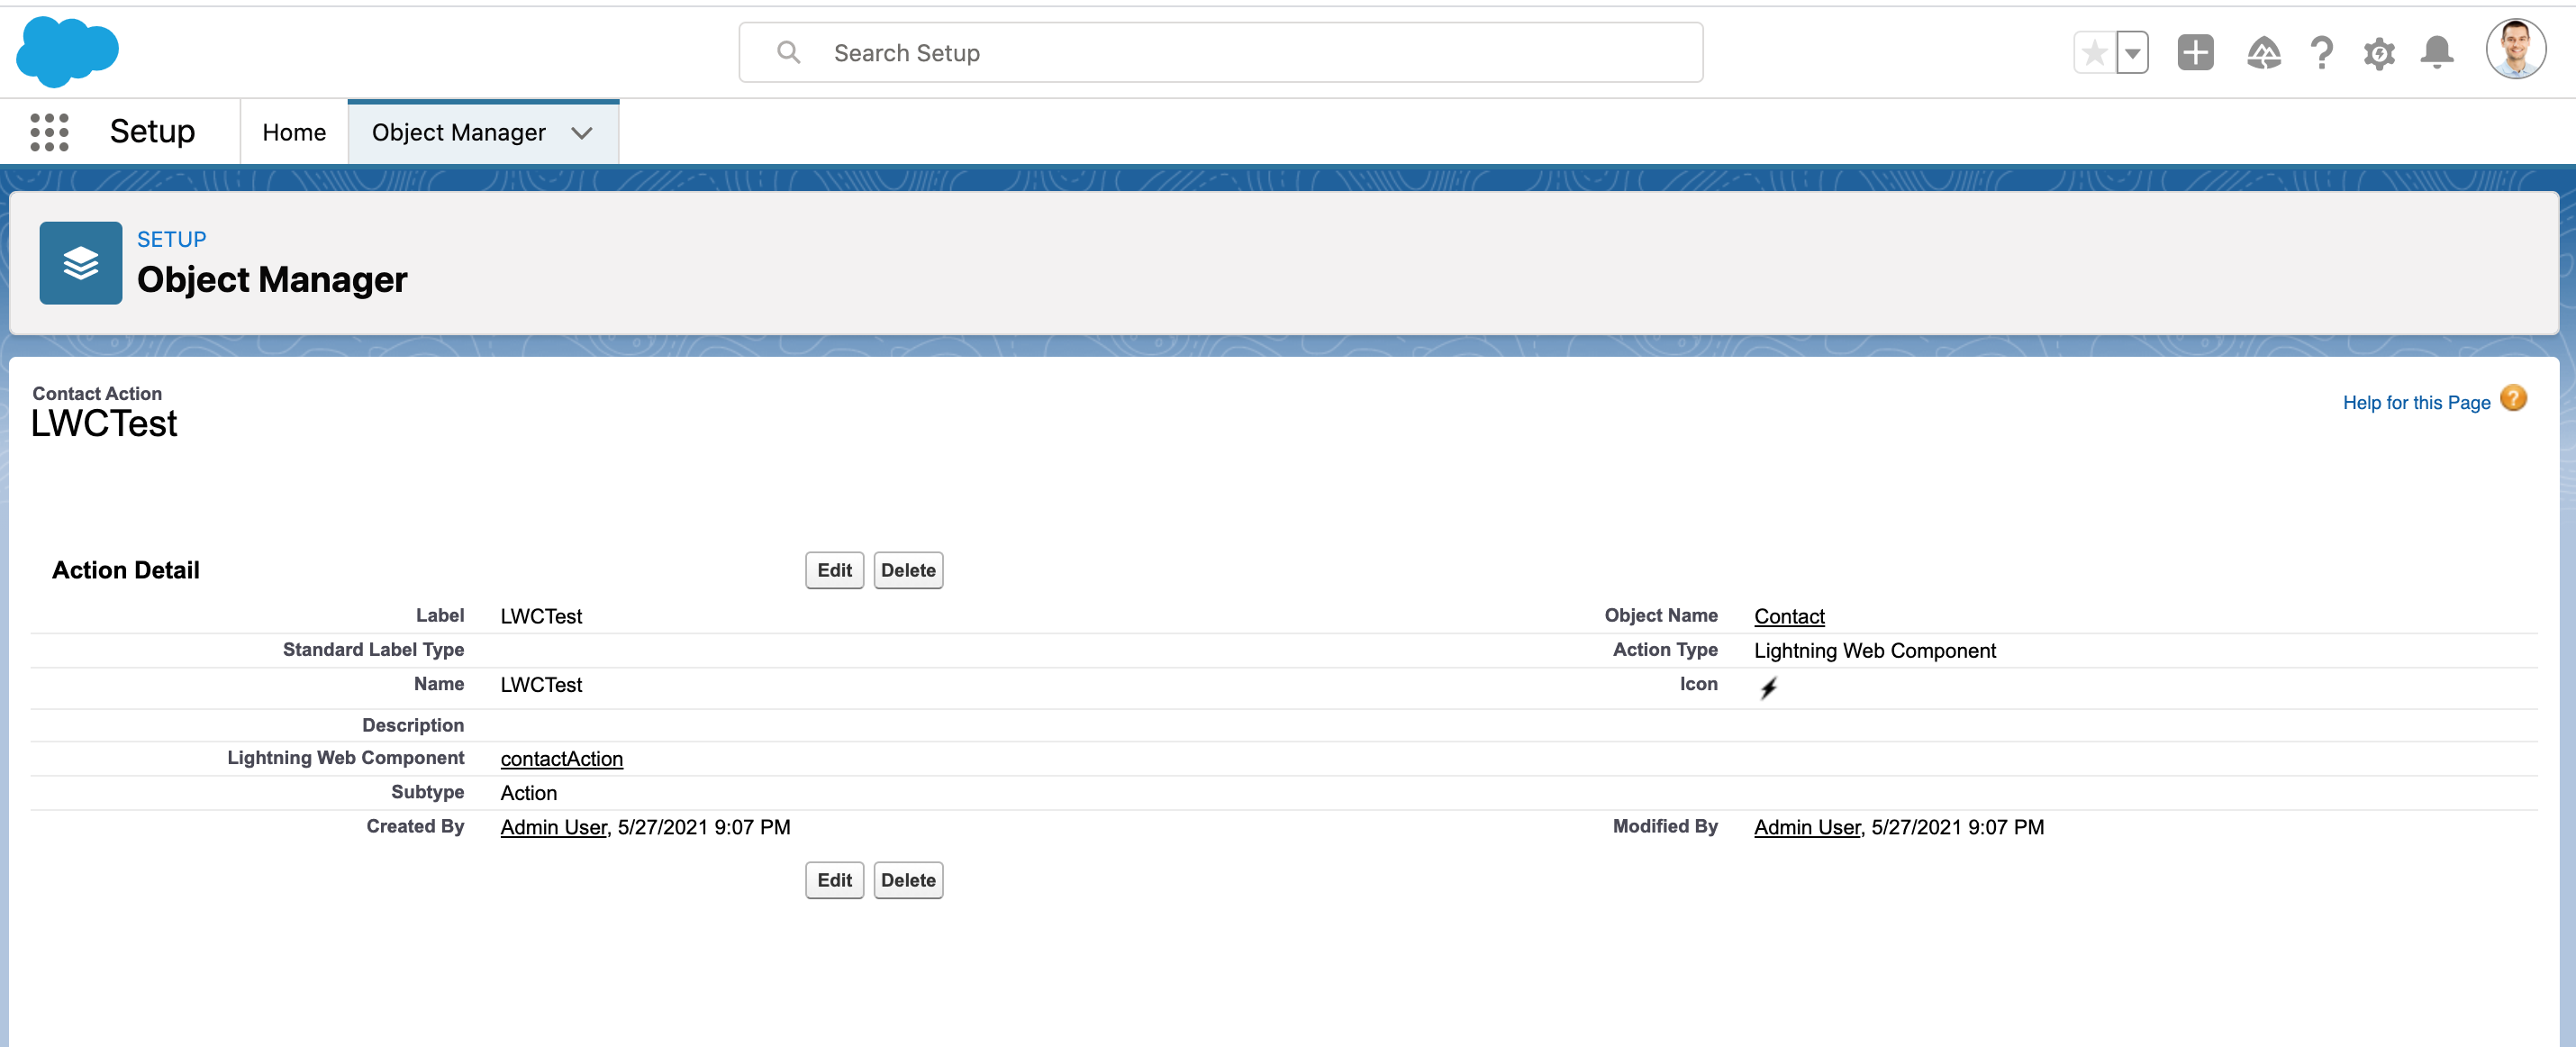 Search Setup
Setup Home Object Manager
SETUP
Object Manager
Contact Action
LWCTest
Help for this Page ?
Action Detail Edit Delete
Label LWCTest Object Name Contact
Standard Label Type Action Type Lightning Web Component
Name LWCTest Icon
Description
Lightning Web Component contactAction
Subtype Action
Created By Admin User, 5/27/2021 9:07 PM Modified By Admin User, 5/27/2021 9:07 PM
Edit Delete